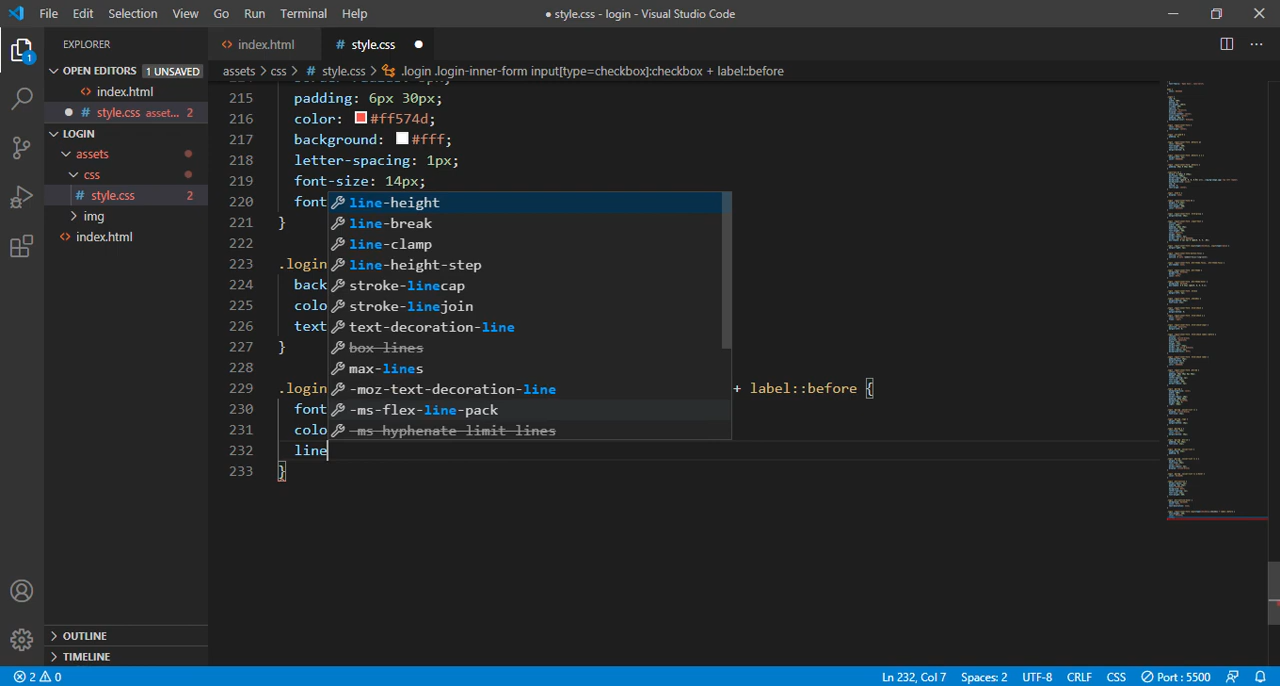 File Edit Selection View Go Run Terminal Help
● style.css - login - Visual Studio Code
EXPLORER
index.html
# style.css ●
OPEN EDITORS 1 UNSAVED
assets > css > # style.css > .login .login-inner-form input[type=checkbox]:checkbox + label::before
index.html
● # style.css asset... 2
LOGIN
assets
css
# style.css 2
img
index.html
1
215 padding: 6px 30px;
216 color: #ff574d;
217 background: #fff;
218 letter-spacing: 1px;
219 font-size: 14px;
220 font
221 }
222
223 .login
224 back
225 colo
226 text
227 }
228
229 .login + label::before {
230 font
231 colo
232 line
233 }
line-height
line-break
line-clamp
line-height-step
stroke-linecap
stroke-linejoin
text-decoration-line
box-lines
max-lines
-moz-text-decoration-line
-ms-flex-line-pack
-ms-hyphenate-limit-lines
OUTLINE
TIMELINE
2 0
Ln 232, Col 7 Spaces: 2 UTF-8 CRLF CSS Port : 5500